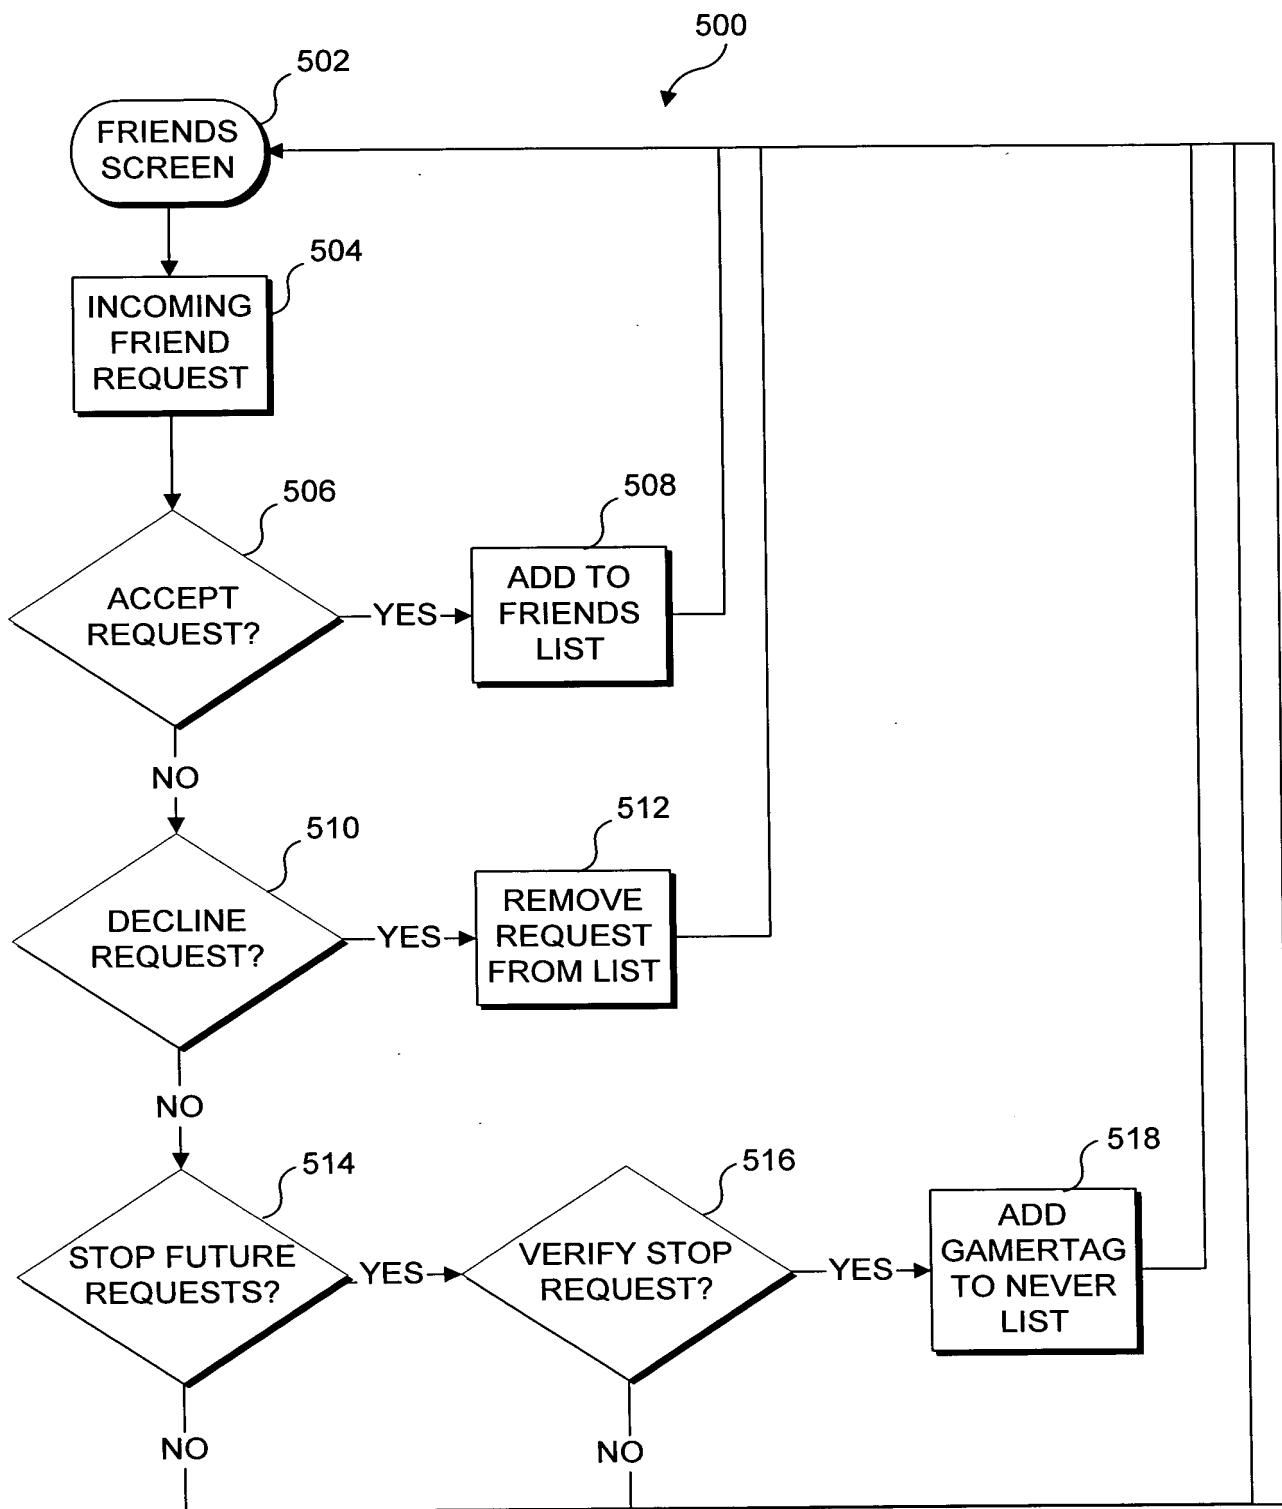 500
502
FRIENDS
SCREEN
504
INCOMING
FRIEND
REQUEST
506
ACCEPT
REQUEST?
YES
508
ADD TO
FRIENDS
LIST
NO
510
DECLINE
REQUEST?
YES
512
REMOVE
REQUEST
FROM LIST
NO
514
STOP FUTURE
REQUESTS?
YES
516
VERIFY STOP
REQUEST?
YES
518
ADD
GAMERTAG
TO NEVER
LIST
NO
NO